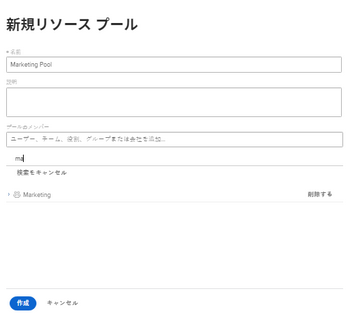 新規リソース プール
* 名前
Marketing Pool
説明
プールのメンバー
ユーザー、チーム、役割、グループまたは会社を追加...
ma
検索をキャンセル
Marketing 削除する
作成 キャンセル